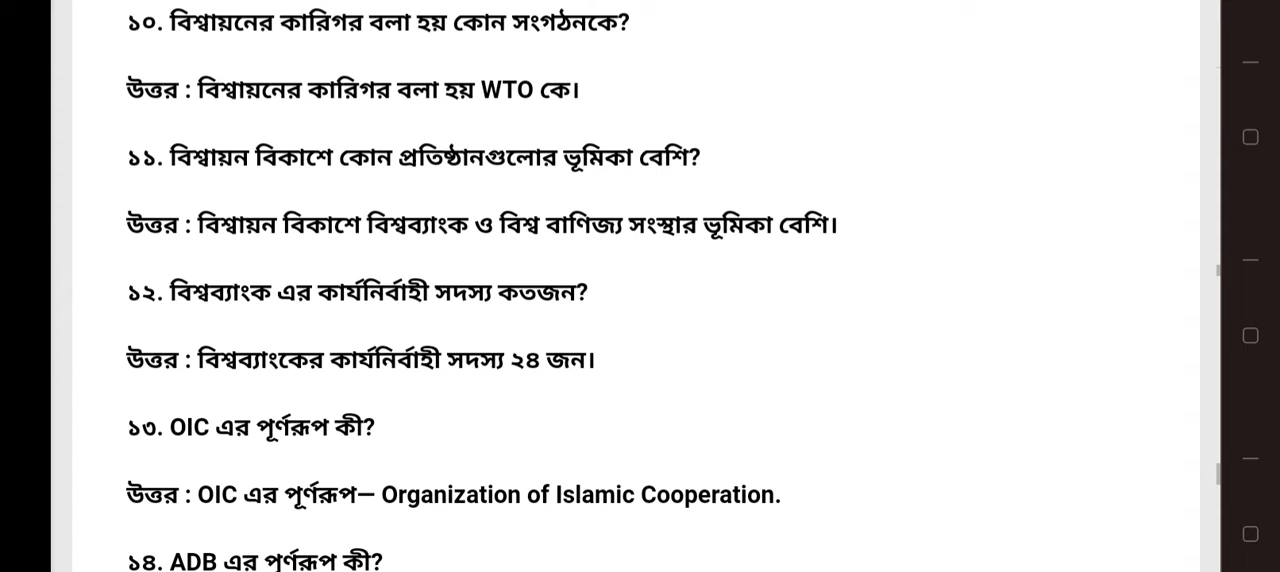 ১০. বিশ্বায়নের কারিগর বলা হয় কোন সংগঠনকে?
উত্তর : বিশ্বায়নের কারিগর বলা হয় WTO কে।
১১. বিশ্বায়ন বিকাশে কোন প্রতিষ্ঠানগুলোর ভূমিকা বেশি?
উত্তর : বিশ্বায়ন বিকাশে বিশ্বব্যাংক ও বিশ্ব বাণিজ্য সংস্থার ভূমিকা বেশি।
১২. বিশ্বব্যাংক এর কার্যনির্বাহী সদস্য কতজন?
উত্তর : বিশ্বব্যাংকের কার্যনির্বাহী সদস্য ২৪ জন।
১৩. OIC এর পূর্ণরূপ কী?
উত্তর : OIC এর পূর্ণরূপ— Organization of Islamic Cooperation.
১৪. ADB এর পূর্ণরূপ কী?